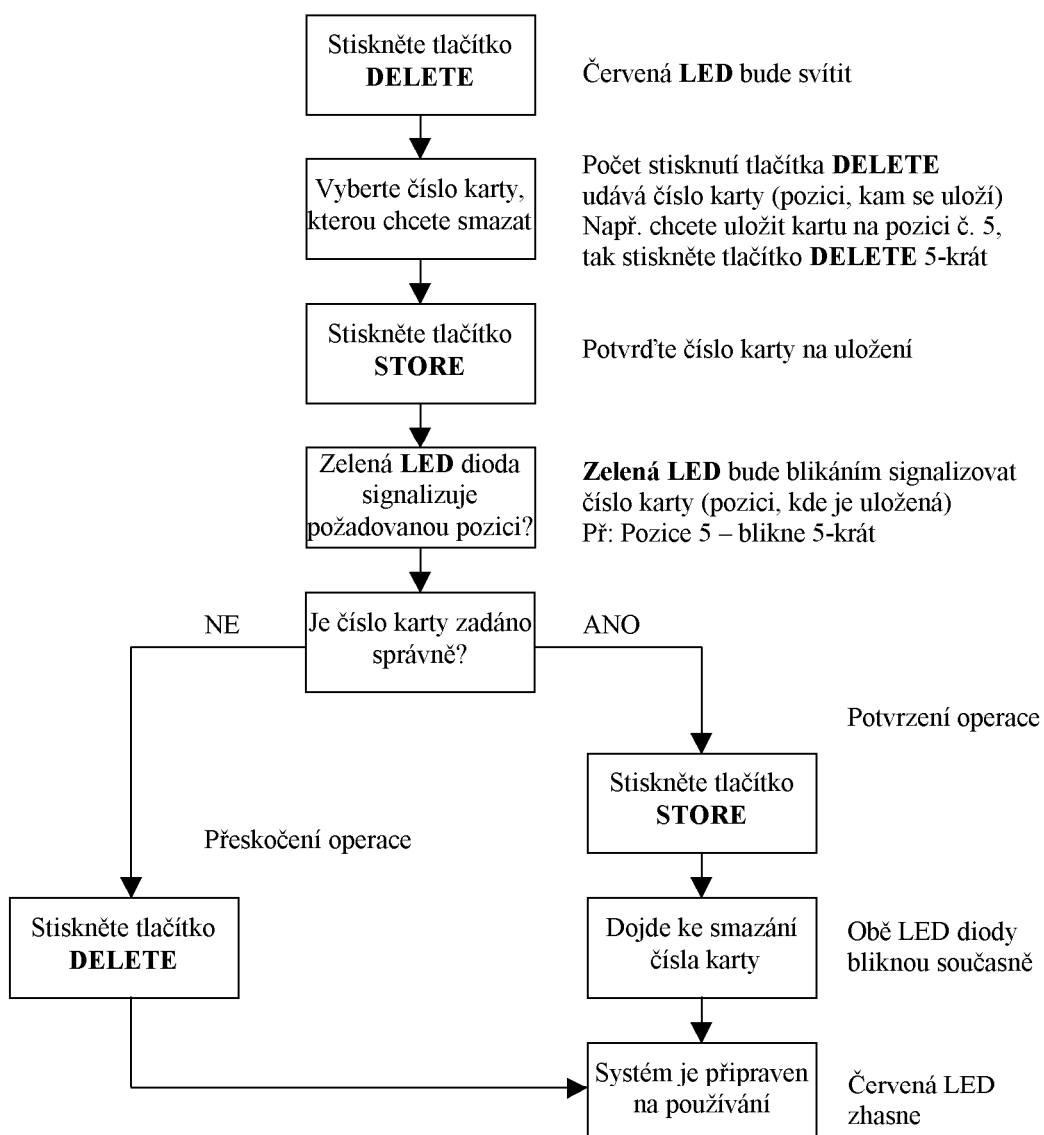 Stiskněte tlačítko
DELETE
Červená LED bude svítit
Vyberte číslo karty,
kterou chcete smazat
Počet stisknutí tlačítka DELETE
udává číslo karty (pozici, kam se uloží)
Např. chcete uložit kartu na pozici č. 5,
tak stiskněte tlačítko DELETE 5-krát
Stiskněte tlačítko
STORE
Potvrďte číslo karty na uložení
Zelená LED dioda
signalizuje
požadovanou pozici?
Zelená LED bude blikáním signalizovat
číslo karty (pozici, kde je uložená)
Př: Pozice 5 – blikne 5-krát
NE
Je číslo karty zadáno
správně?
ANO
Potvrzení operace
Stiskněte tlačítko
STORE
Přeskočení operace
Stiskněte tlačítko
DELETE
Dojde ke smazání
čísla karty
Obě LED diody
bliknou současně
Systém je připraven
na používání
Červená LED
zhasne